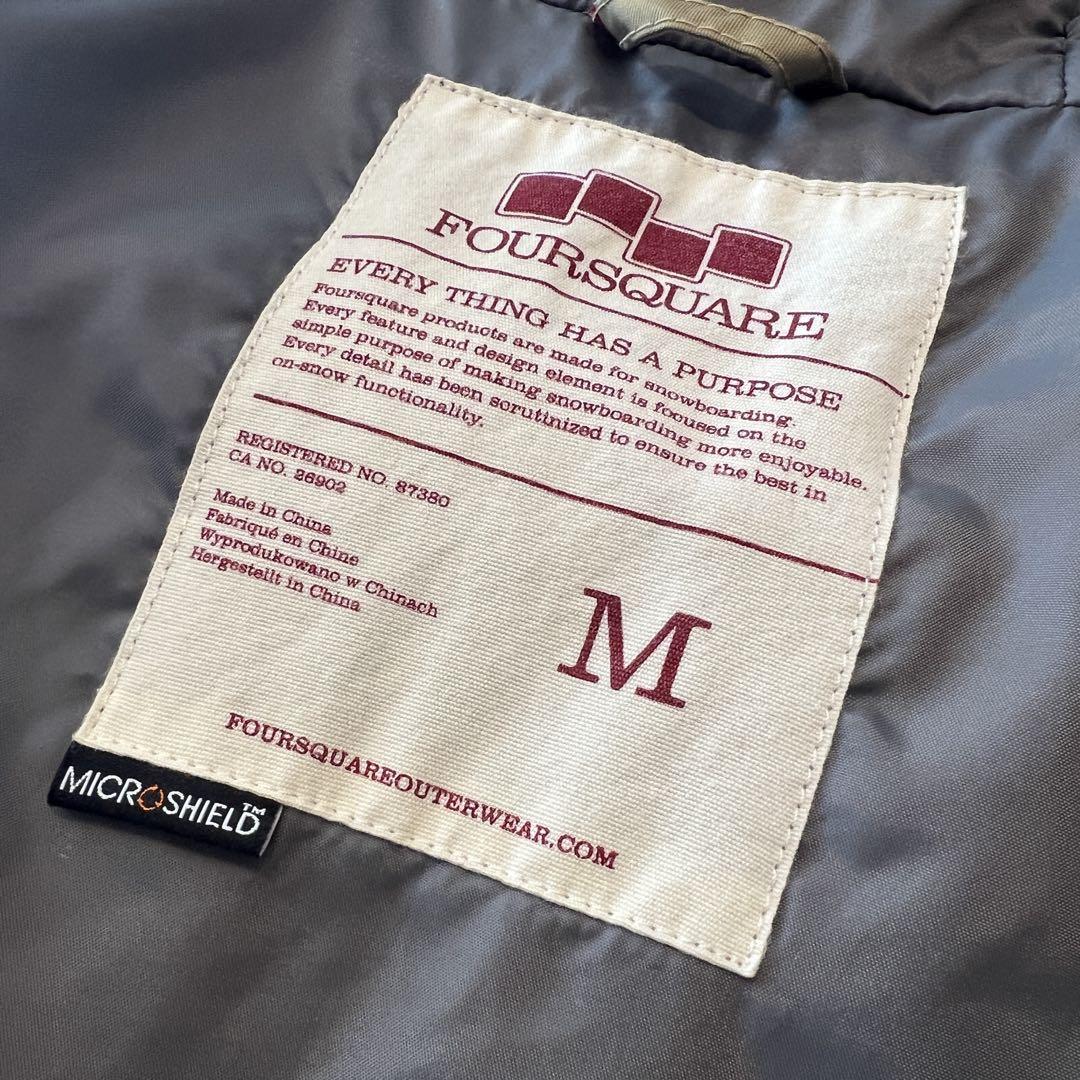 FOURSQUARE
EVERY THING HAS A PURPOSE
Foursquare products are made for snowboarding.
Every feature and design element is focused on the
simple purpose of making snowboarding more enjoyable.
Every detail has been scrutinized to ensure the best in
on-snow functionality.
REGISTERED NO. 87380
CA NO. 26902
Made in China
Fabriqué en Chine
Wyprodukowano w Chinach
Hergestellt in China
M
FOURSQUAREOUTERWEAR.COM
MICROSHIELD™